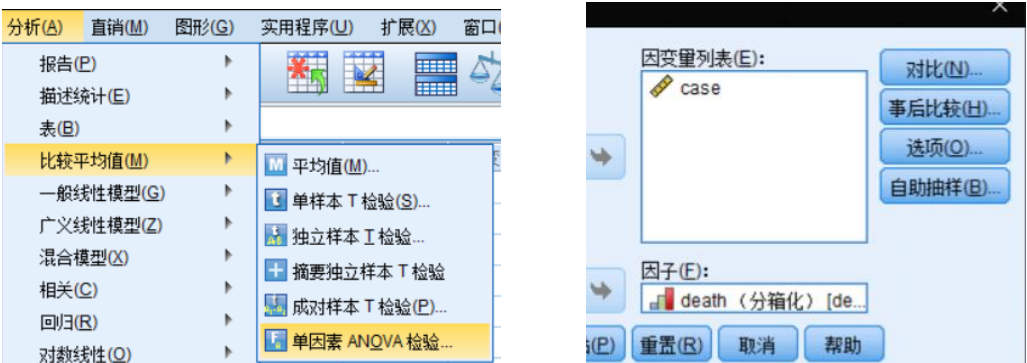 分析(A) 直销(M) 图形(G) 实用程序(U) 扩展(X) 窗口(
报告(P)
描述统计(E)
表(B)
比较平均值(M)
一般线性模型(G)
广义线性模型(Z)
混合模型(X)
相关(C)
回归(R)
对数线性(O)
M 平均值(M)...
t 单样本 T 检验(S)...
独立样本 T 检验...
摘要独立样本 T 检验
成对样本 T 检验(P)...
单因素 ANOVA 检验...
因变量列表(E):
case
对比(N)...
事后比较(H)...
选项(O)...
自助抽样(B)...
因子(F):
death（分箱化）[de...
(P) 重置(R) 取消 帮助